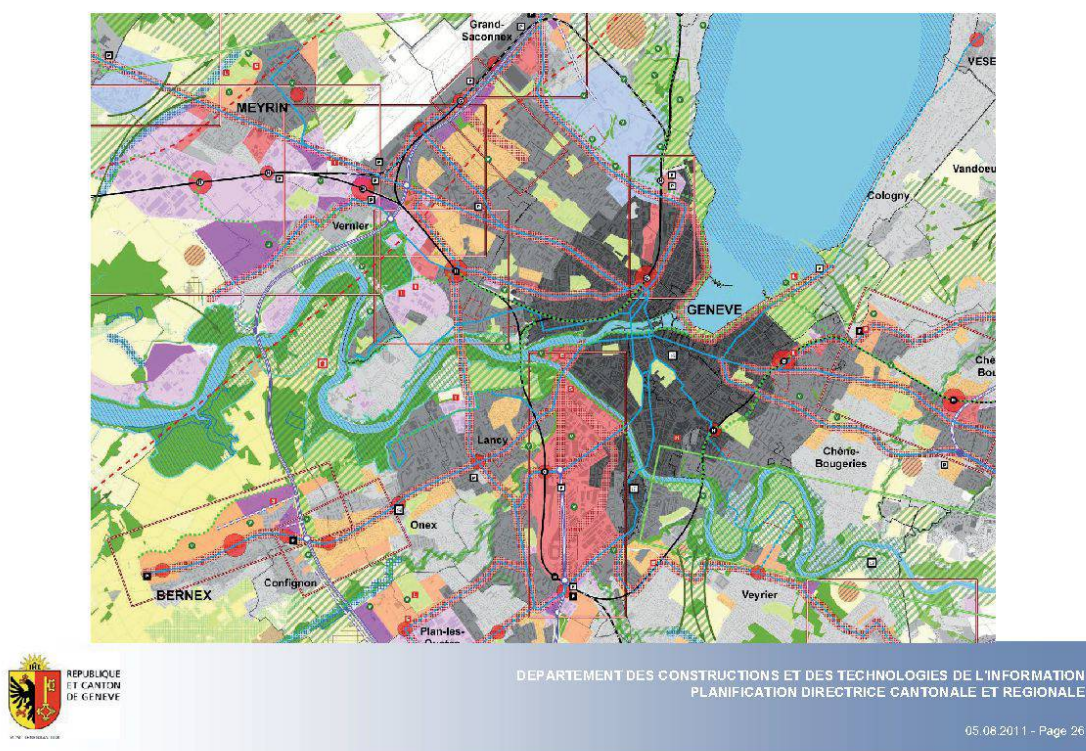 Grand-
Saconnex
VESE
MEYRIN
Vandoeu
Cologny
Vernier
GENEVE
Chê
Bou
Lancy
Chêne-
Bougeries
Onex
Confignon
BERNEX
Veyrier
Plan-les-
REPUBLIQUE
ET CANTON
DE GENEVE
DEPARTEMENT DES CONSTRUCTIONS ET DES TECHNOLOGIES DE L'INFORMATION
PLANIFICATION DIRECTRICE CANTONALE ET REGIONALE
05.08.2011 - Page 26